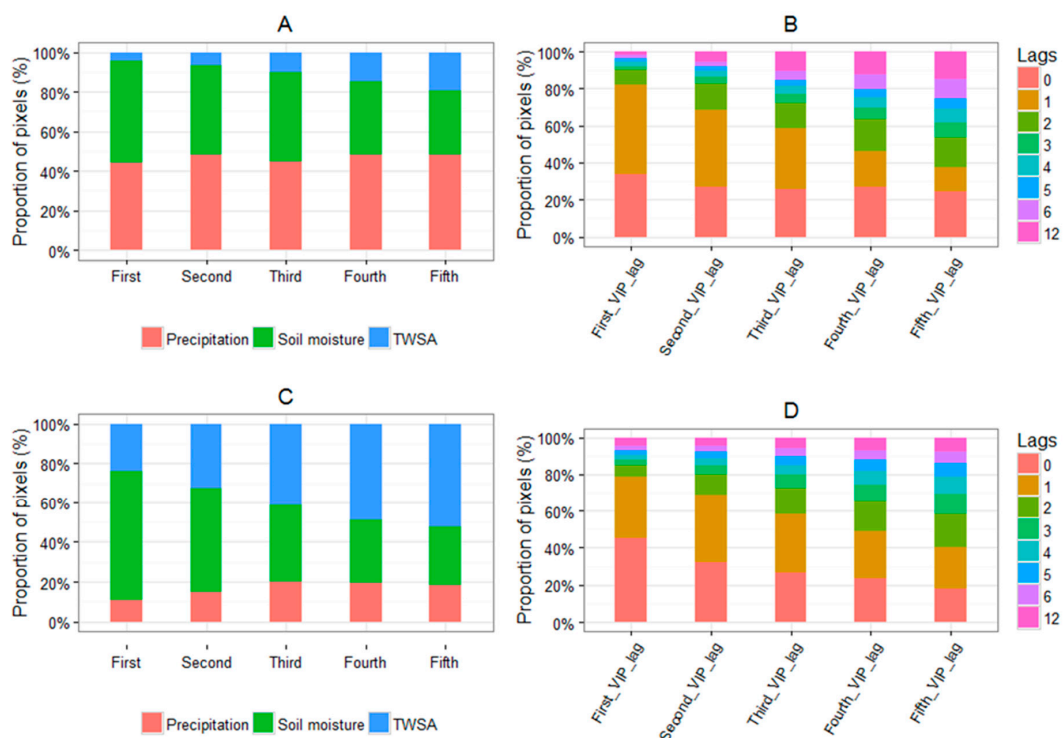 A
Proportion of pixels (%)
100%
80%
60%
40%
20%
0%
First Second Third Fourth Fifth
Precipitation Soil moisture TWSA
B
Proportion of pixels (%)
100%
80%
60%
40%
20%
0%
First_VIP_lag Second_VIP_lag Third_VIP_lag Fourth_VIP_lag Fifth_VIP_lag
Lags
0
1
2
3
4
5
6
12
C
Proportion of pixels (%)
100%
80%
60%
40%
20%
0%
First Second Third Fourth Fifth
Precipitation Soil moisture TWSA
D
Proportion of pixels (%)
100%
80%
60%
40%
20%
0%
First_VIP_lag Second_VIP_lag Third_VIP_lag Fourth_VIP_lag Fifth_VIP_lag
Lags
0
1
2
3
4
5
6
12